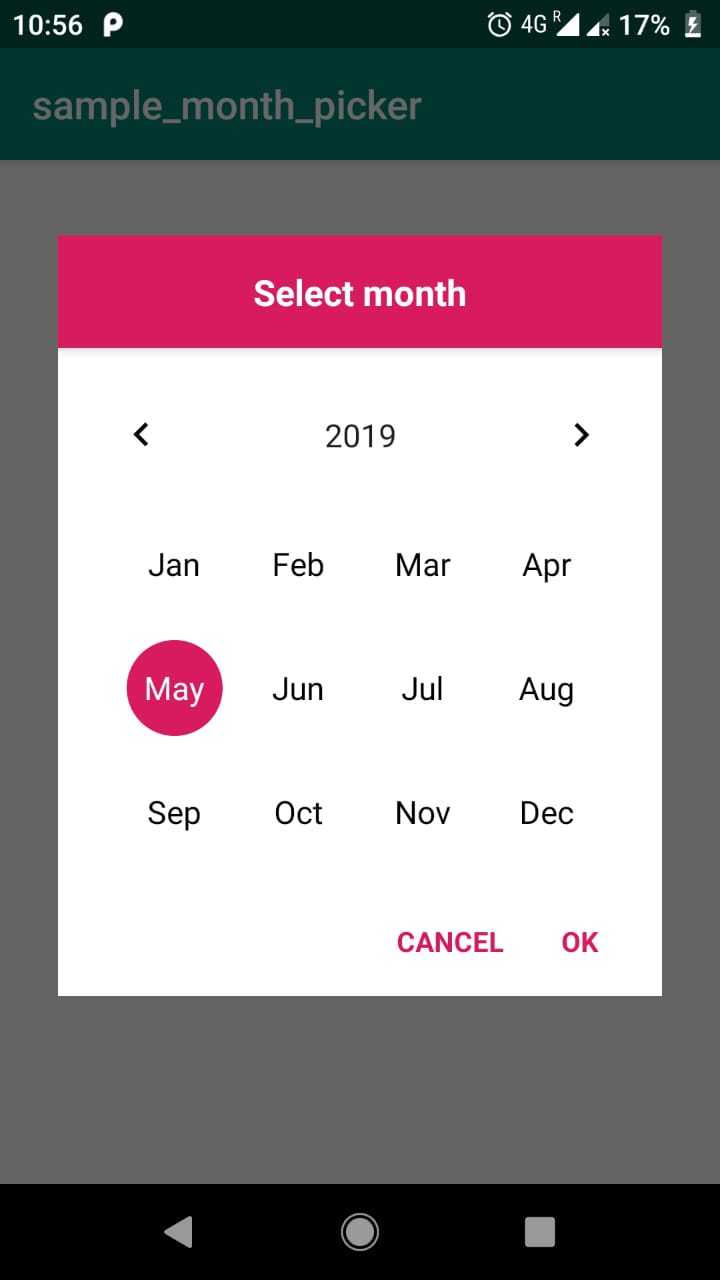 10:56 4G R 17%
sample_month_picker
Select month
2019
Jan Feb Mar Apr
May Jun Jul Aug
Sep Oct Nov Dec
CANCEL OK